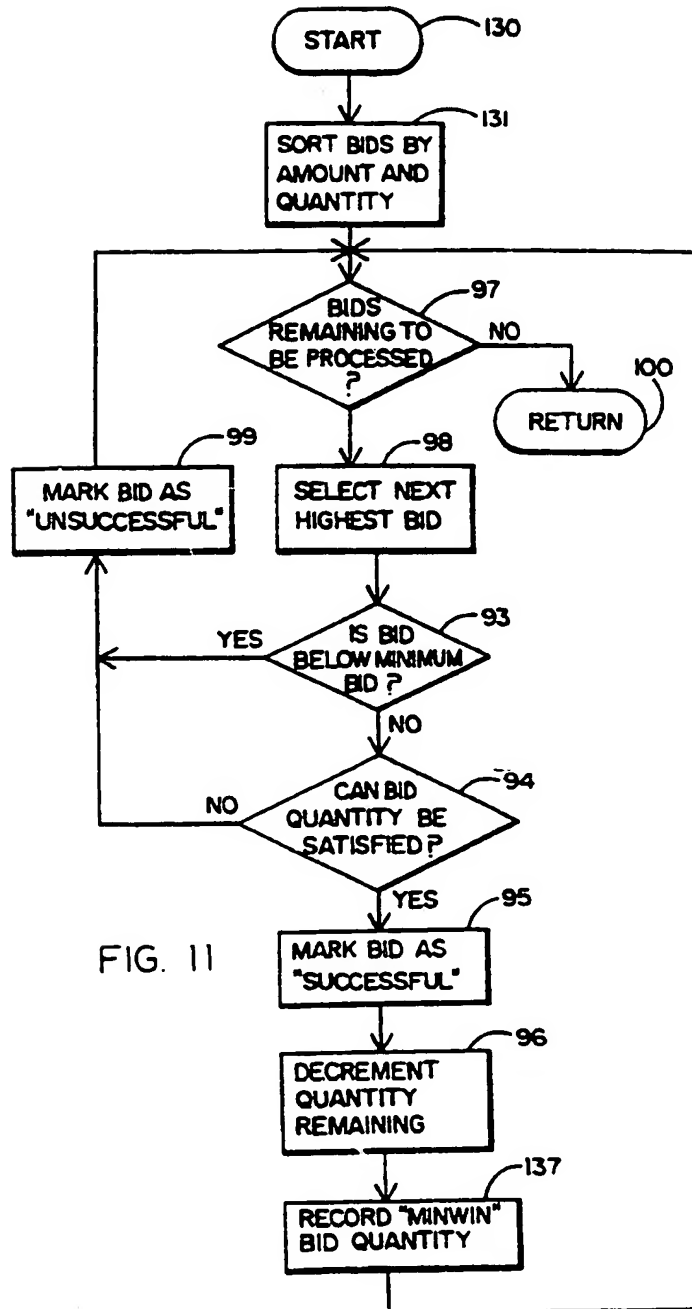 START
130
131
SORT BIDS BY
AMOUNT AND
QUANTITY
97
BIDS
REMAINING TO
BE PROCESSED
?
NO
100
RETURN
99
MARK BID AS
"UNSUCCESSFUL"
98
SELECT NEXT
HIGHEST BID
93
YES
IS BID
BELOW MINIMUM
BID ?
NO
94
NO
CAN BID
QUANTITY BE
SATISFIED?
YES
95
FIG. 11
MARK BID AS
"SUCCESSFUL"
96
DECREMENT
QUANTITY
REMAINING
137
RECORD "MINWIN"
BID QUANTITY